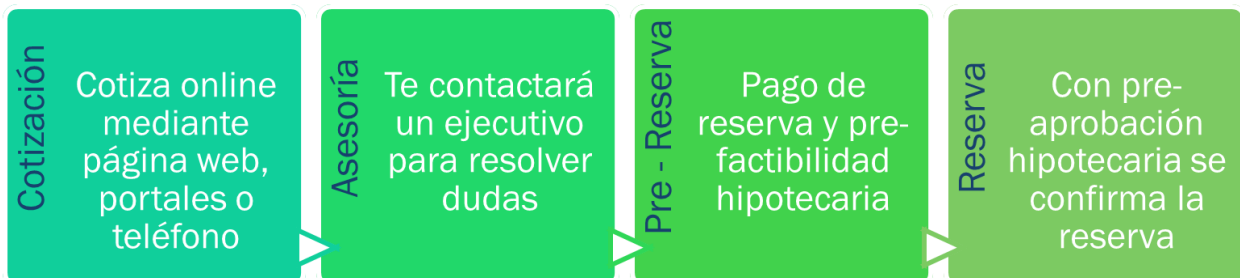 Cotización
Cotiza online
mediante
página web,
portales o
teléfono
Asesoría
Te contactará
un ejecutivo
para resolver
dudas
Pre - Reserva
Pago de
reserva y pre-
factibilidad
hipotecaria
Reserva
Con pre-
aprobación
hipotecaria se
confirma la
reserva